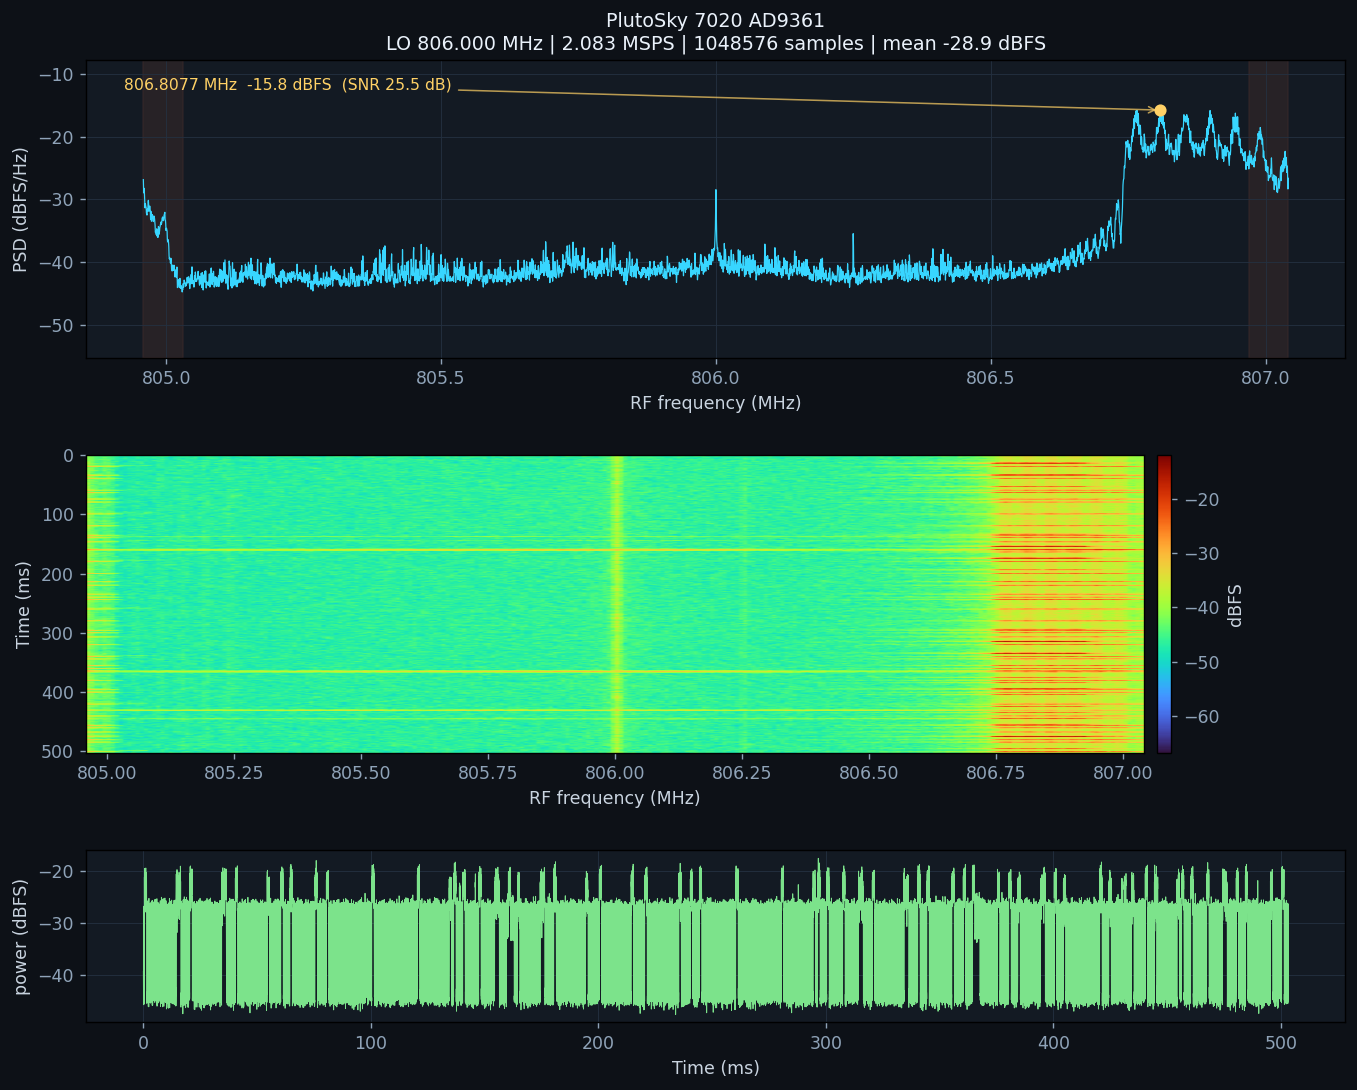 PlutoSky 7020 AD9361
LO 806.000 MHz | 2.083 MSPS | 1048576 samples | mean -28.9 dBFS
806.8077 MHz  -15.8 dBFS  (SNR 25.5 dB)
PSD (dBFS/Hz)
−10
−20
−30
−40
−50
805.0 805.5 806.0 806.5 807.0
RF frequency (MHz)
Time (ms)
0
100
200
300
400
500
805.00 805.25 805.50 805.75 806.00 806.25 806.50 806.75 807.00
RF frequency (MHz)
−20
−30
−40
−50
−60
dBFS
power (dBFS)
−20
−30
−40
0 100 200 300 400 500
Time (ms)